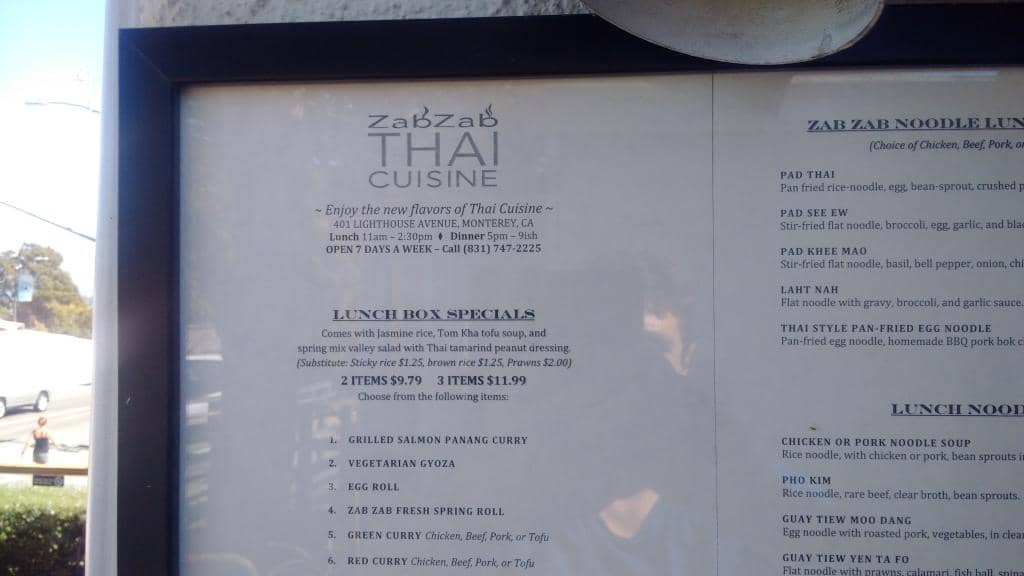 ZabZab
THAI
CUISINE
~ Enjoy the new flavors of Thai Cuisine ~
401 LIGHTHOUSE AVENUE, MONTEREY, CA
Lunch 11am – 2:30pm ♦ Dinner 5pm – 9ish
OPEN 7 DAYS A WEEK – Call (831) 747-2225
LUNCH BOX SPECIALS
Comes with Jasmine rice, Tom Kha tofu soup, and
spring mix valley salad with Thai tamarind peanut dressing.
(Substitute: Sticky rice $1.25, brown rice $1.25, Prawns $2.00)
2 ITEMS $9.79 3 ITEMS $11.99
Choose from the following items:
1. GRILLED SALMON PANANG CURRY
2. VEGETARIAN GYOZA
3. EGG ROLL
4. ZAB ZAB FRESH SPRING ROLL
5. GREEN CURRY Chicken, Beef, Pork, or Tofu
6. RED CURRY Chicken, Beef, Pork, or Tofu
ZAB ZAB NOODLE LUN
(Choice of Chicken, Beef, Pork, or
PAD THAI
Pan fried rice-noodle, egg, bean-sprout, crushed p
PAD SEE EW
Stir-fried flat noodle, broccoli, egg, garlic, and bla
PAD KHEE MAO
Stir-fried flat noodle, basil, bell pepper, onion, chi
LAHT NAH
Flat noodle with gravy, broccoli, and garlic sauce.
THAI STYLE PAN-FRIED EGG NOODLE
Pan-fried egg noodle, homemade BBQ pork bok c
LUNCH NOOD
CHICKEN OR PORK NOODLE SOUP
Rice noodle, with chicken or pork, bean sprouts i
PHO KIM
Rice noodle, rare beef, clear broth, bean sprouts.
GUAY TIEW MOO DANG
Egg noodle with roasted pork, vegetables, in clea
GUAY TIEW YEN TA FO
Flat noodle with prawns, calamari, fish ball, spina